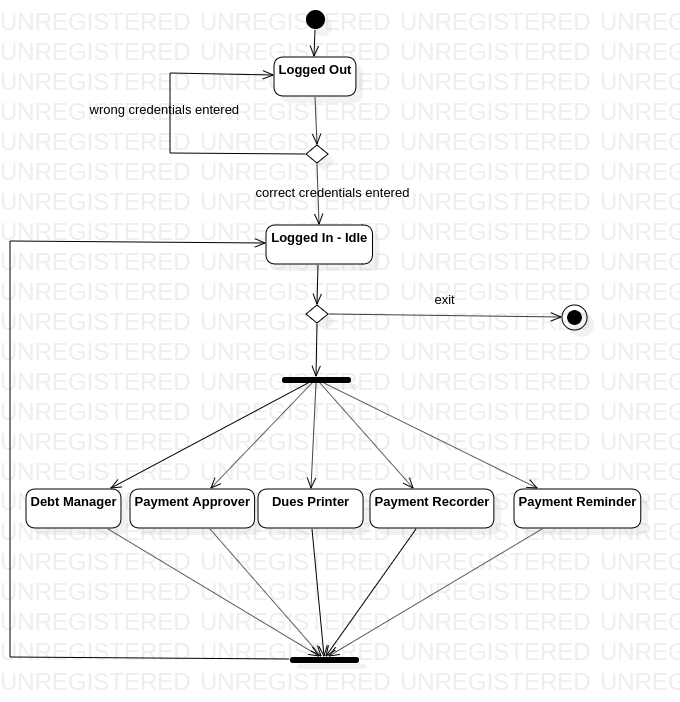 UNREGISTERED UNREGISTERED UNREGISTERED UNREG
Logged Out
wrong credentials entered
correct credentials entered
Logged In - Idle
exit
Debt Manager Payment Approver Dues Printer Payment Recorder Payment Reminder